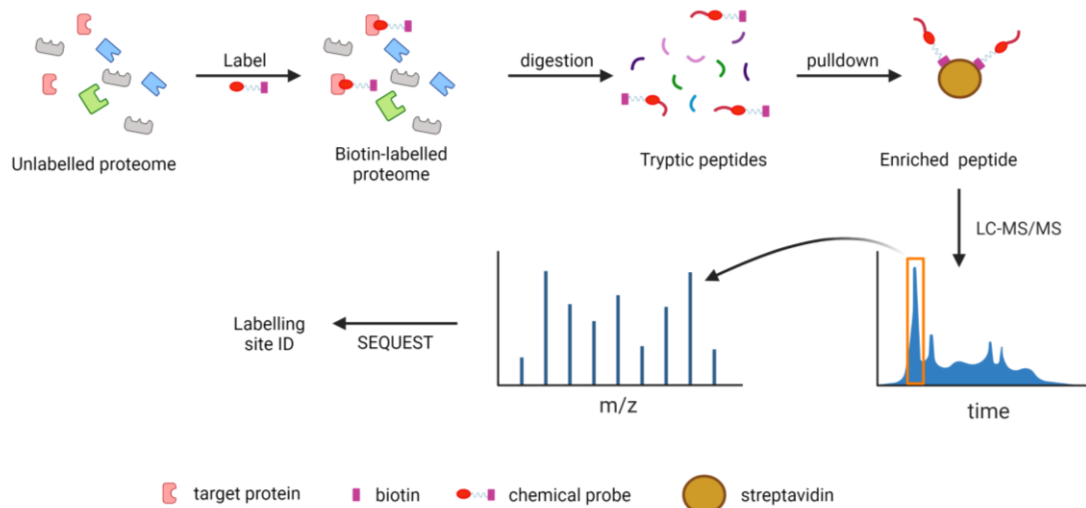 Label
digestion
pulldown
Unlabelled proteome
Biotin-labelled
proteome
Tryptic peptides
Enriched peptide
LC-MS/MS
Labelling
site ID
SEQUEST
m/z
time
target protein
biotin
chemical probe
streptavidin